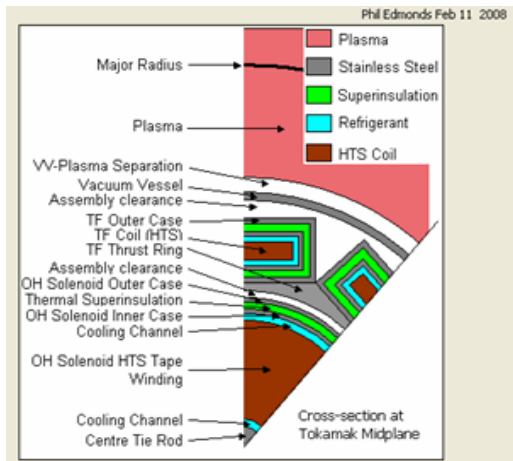 Phil Edmonds Feb 11 2008
Plasma
Stainless Steel
Superinsulation
Refrigerant
HTS Coil
Major Radius
Plasma
VV-Plasma Separation
Vacuum Vessel
Assembly clearance
TF Outer Case
TF Coil (HTS)
TF Thrust Ring
Assembly clearance
OH Solenoid Outer Case
Thermal Superinsulation
OH Solenoid Inner Case
Cooling Channel
OH Solenoid HTS Tape
Winding
Cooling Channel
Centre Tie Rod
Cross-section at
Tokamak Midplane